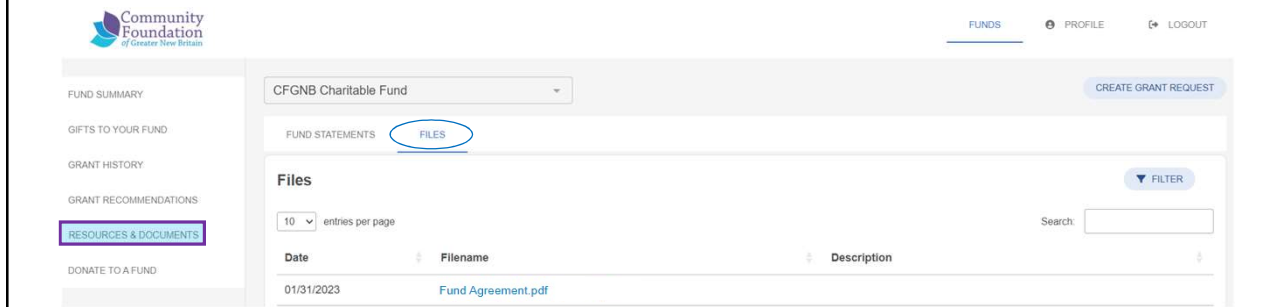 Community
Foundation
of Greater New Britain
FUNDS PROFILE LOGOUT
FUND SUMMARY
GIFTS TO YOUR FUND
GRANT HISTORY
GRANT RECOMMENDATIONS
RESOURCES & DOCUMENTS
DONATE TO A FUND
CFGNB Charitable Fund
CREATE GRANT REQUEST
FUND STATEMENTS FILES
Files
FILTER
10 entries per page
Search:
Date Filename Description
01/31/2023 Fund Agreement.pdf